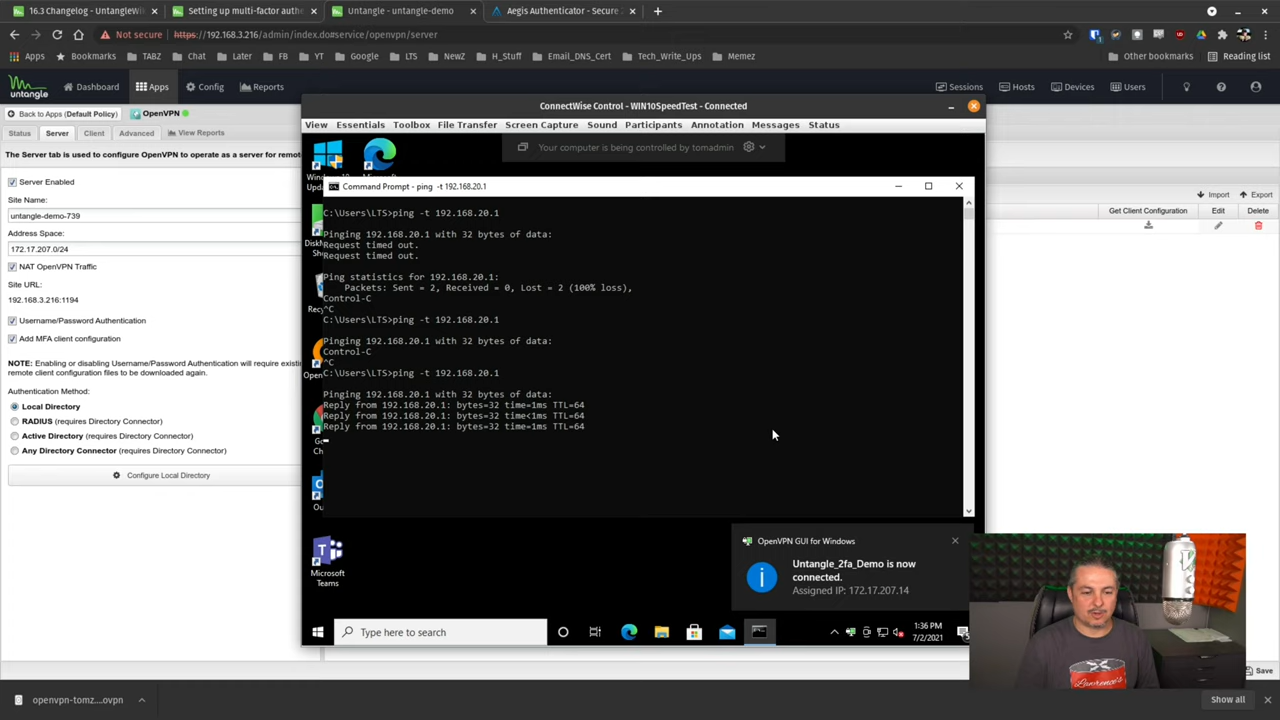 16.3 Changelog - UntangleWi
Setting up multi-factor authe
Untangle - untangle-demo
Aegis Authenticator - Secure 2
Not secure
https://192.168.3.216/admin/index.do#service/openvpn/server
Apps
Bookmarks
TABZ
Chat
Later
FB
YT
Google
LTS
NewZ
H_Stuff
Email_DNS_Cert
Tech_Write_Ups
Memez
Other bookmarks
Reading list
untangle
Dashboard
Apps
Config
Reports
Sessions
Hosts
Devices
Users
Back to Apps (Default Policy)
OpenVPN
Status
Server
Client
Advanced
View Reports
The Server tab is used to configure OpenVPN to operate as a server for remot
Server Enabled
Site Name:
untangle-demo-739
Address Space:
172.17.207.0/24
NAT OpenVPN Traffic
Site URL:
192.168.3.216:1194
Username/Password Authentication
Add MFA client configuration
NOTE: Enabling or disabling Username/Password Authentication will require existin
remote client configuration files to be downloaded again.
Authentication Method:
Local Directory
RADIUS (requires Directory Connector)
Active Directory (requires Directory Connector)
Any Directory Connector (requires Directory Connector)
Configure Local Directory
Import
Export
Get Client Configuration
Edit
Delete
ConnectWise Control - WIN10SpeedTest - Connected
View
Essentials
Toolbox
File Transfer
Screen Capture
Sound
Participants
Annotation
Messages
Status
Your computer is being controlled by tomadmin
Command Prompt - ping -t 192.168.20.1
C:\Users\LTS>ping -t 192.168.20.1
Pinging 192.168.20.1 with 32 bytes of data:
Request timed out.
Request timed out.
Ping statistics for 192.168.20.1:
Packets: Sent = 2, Received = 0, Lost = 2 (100% loss),
Control-C
^C
C:\Users\LTS>ping -t 192.168.20.1
Pinging 192.168.20.1 with 32 bytes of data:
Control-C
^C
C:\Users\LTS>ping -t 192.168.20.1
Pinging 192.168.20.1 with 32 bytes of data:
Reply from 192.168.20.1: bytes=32 time=1ms TTL=64
Reply from 192.168.20.1: bytes=32 time<1ms TTL=64
Reply from 192.168.20.1: bytes=32 time=1ms TTL=64
Microsoft
Teams
OpenVPN GUI for Windows
Untangle_2fa_Demo is now
connected.
Assigned IP: 172.17.207.14
Type here to search
1:36 PM
7/2/2021
Save
openvpn-tomz....ovpn
Show all